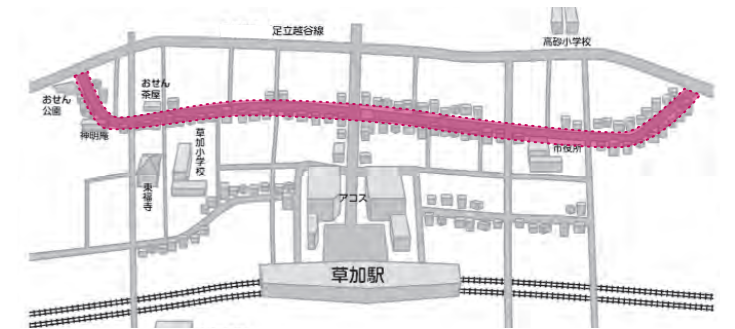 足立越谷線
高砂小学校
おせん
公園
おせん
茶屋
神明庵
草加小学校
東福寺
市役所
アコス
草加駅